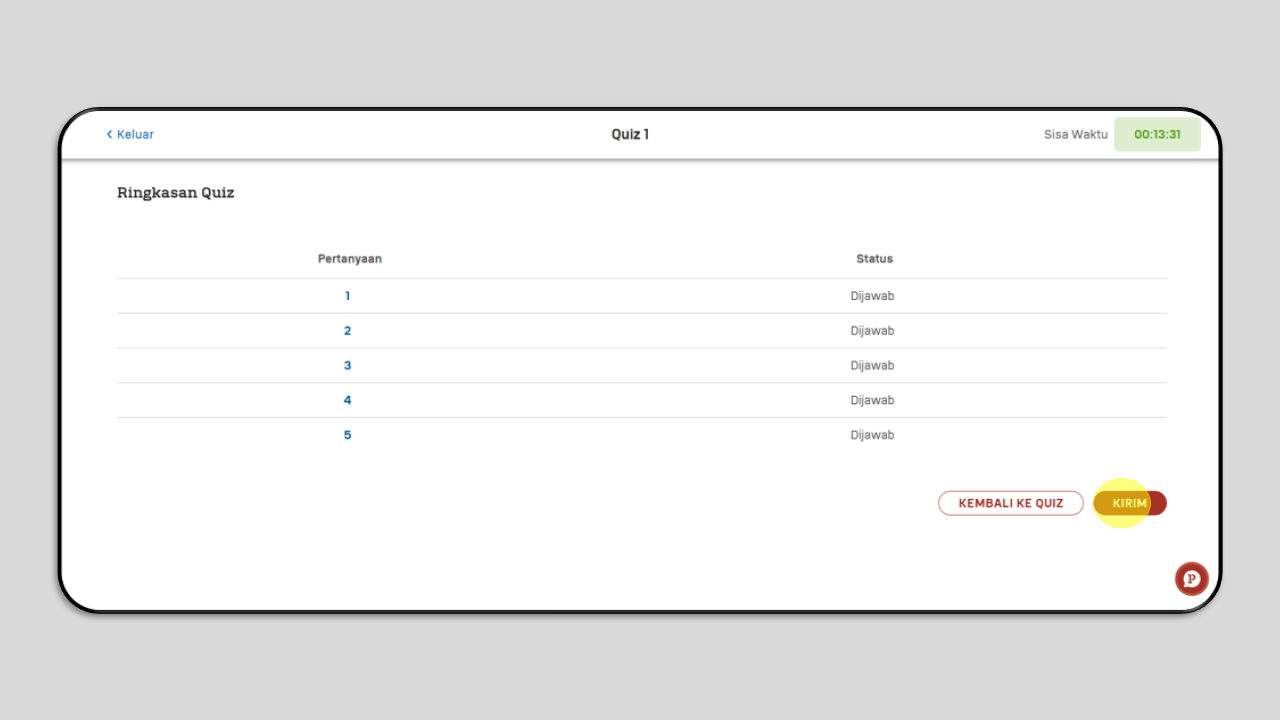 Keluar
Quiz 1
Sisa Waktu 00:13:31
Ringkasan Quiz
Pertanyaan Status
1 Dijawab
2 Dijawab
3 Dijawab
4 Dijawab
5 Dijawab
KEMBALI KE QUIZ KIRIM
P